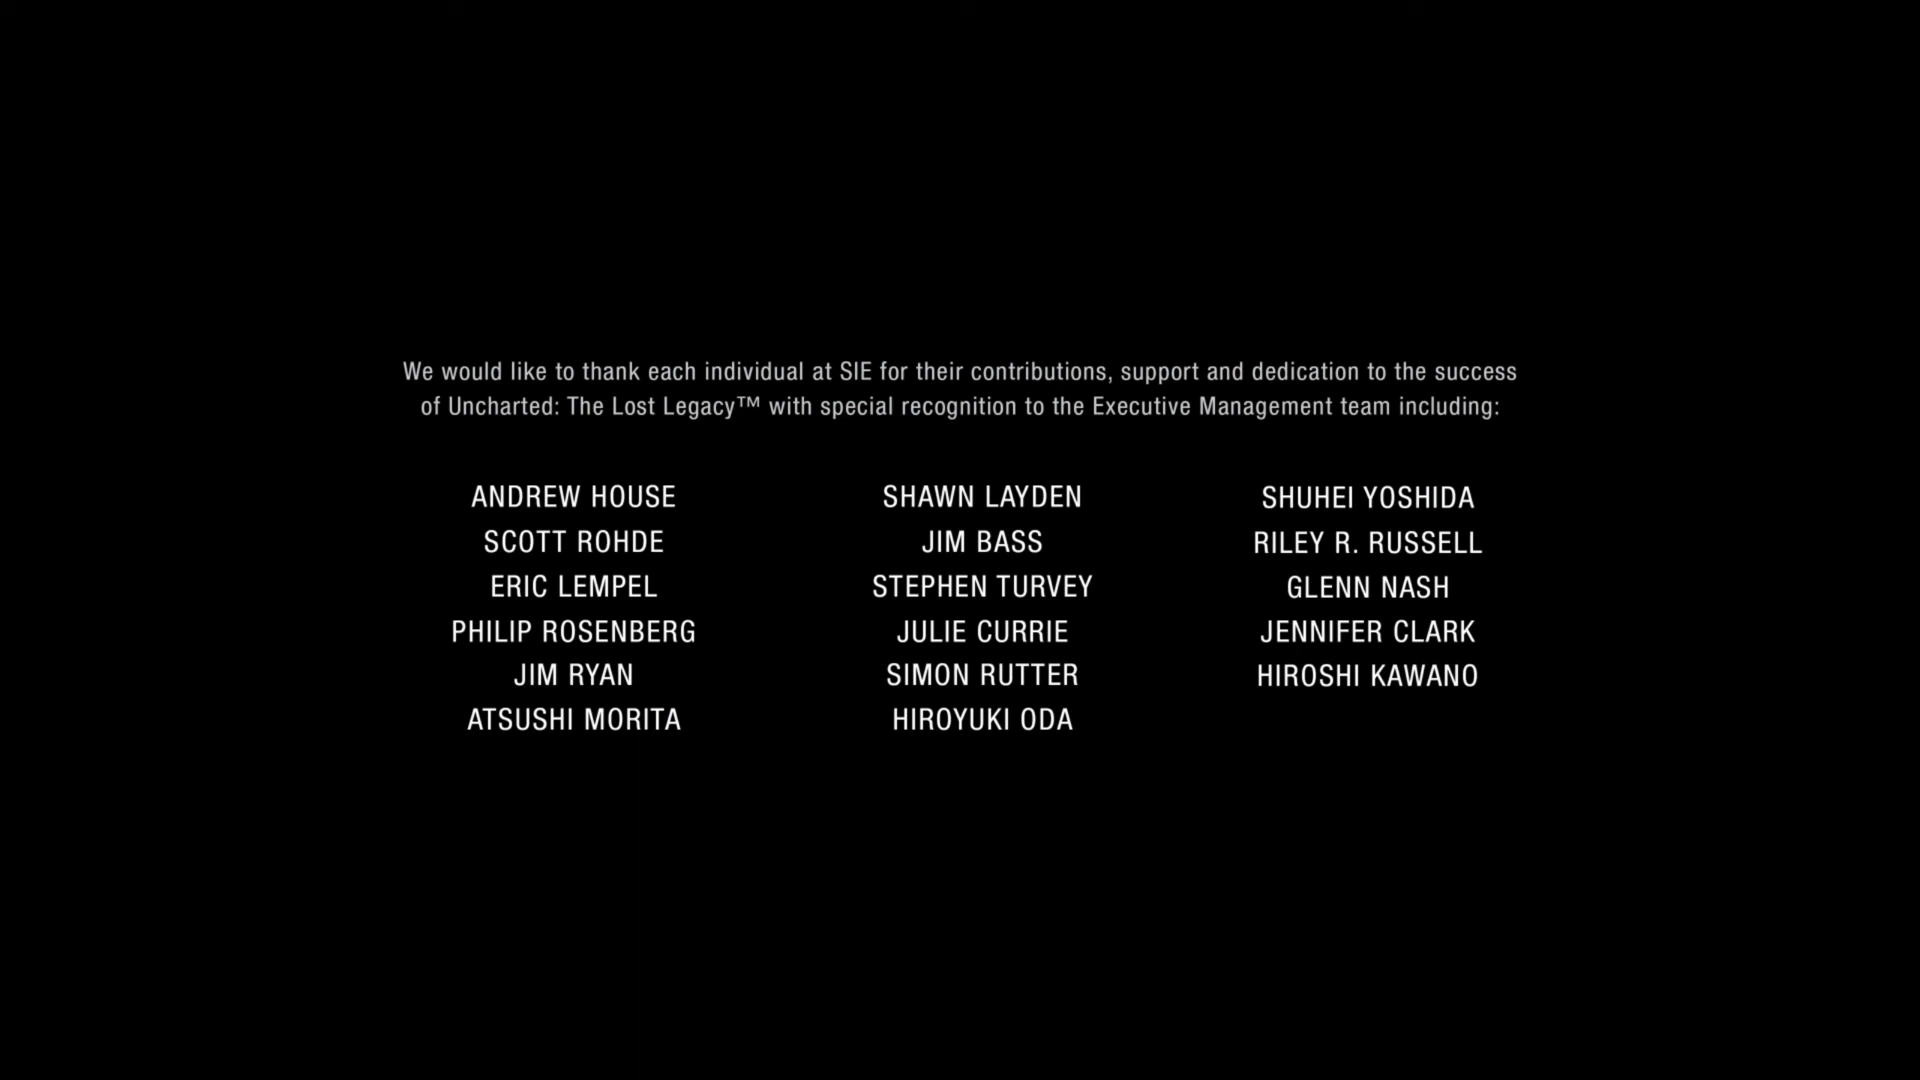 We would like to thank each individual at SIE for their contributions, support and dedication to the success
of Uncharted: The Lost Legacy™ with special recognition to the Executive Management team including:
ANDREW HOUSE SHAWN LAYDEN SHUHEI YOSHIDA
SCOTT ROHDE JIM BASS RILEY R. RUSSELL
ERIC LEMPEL STEPHEN TURVEY GLENN NASH
PHILIP ROSENBERG JULIE CURRIE JENNIFER CLARK
JIM RYAN SIMON RUTTER HIROSHI KAWANO
ATSUSHI MORITA HIROYUKI ODA